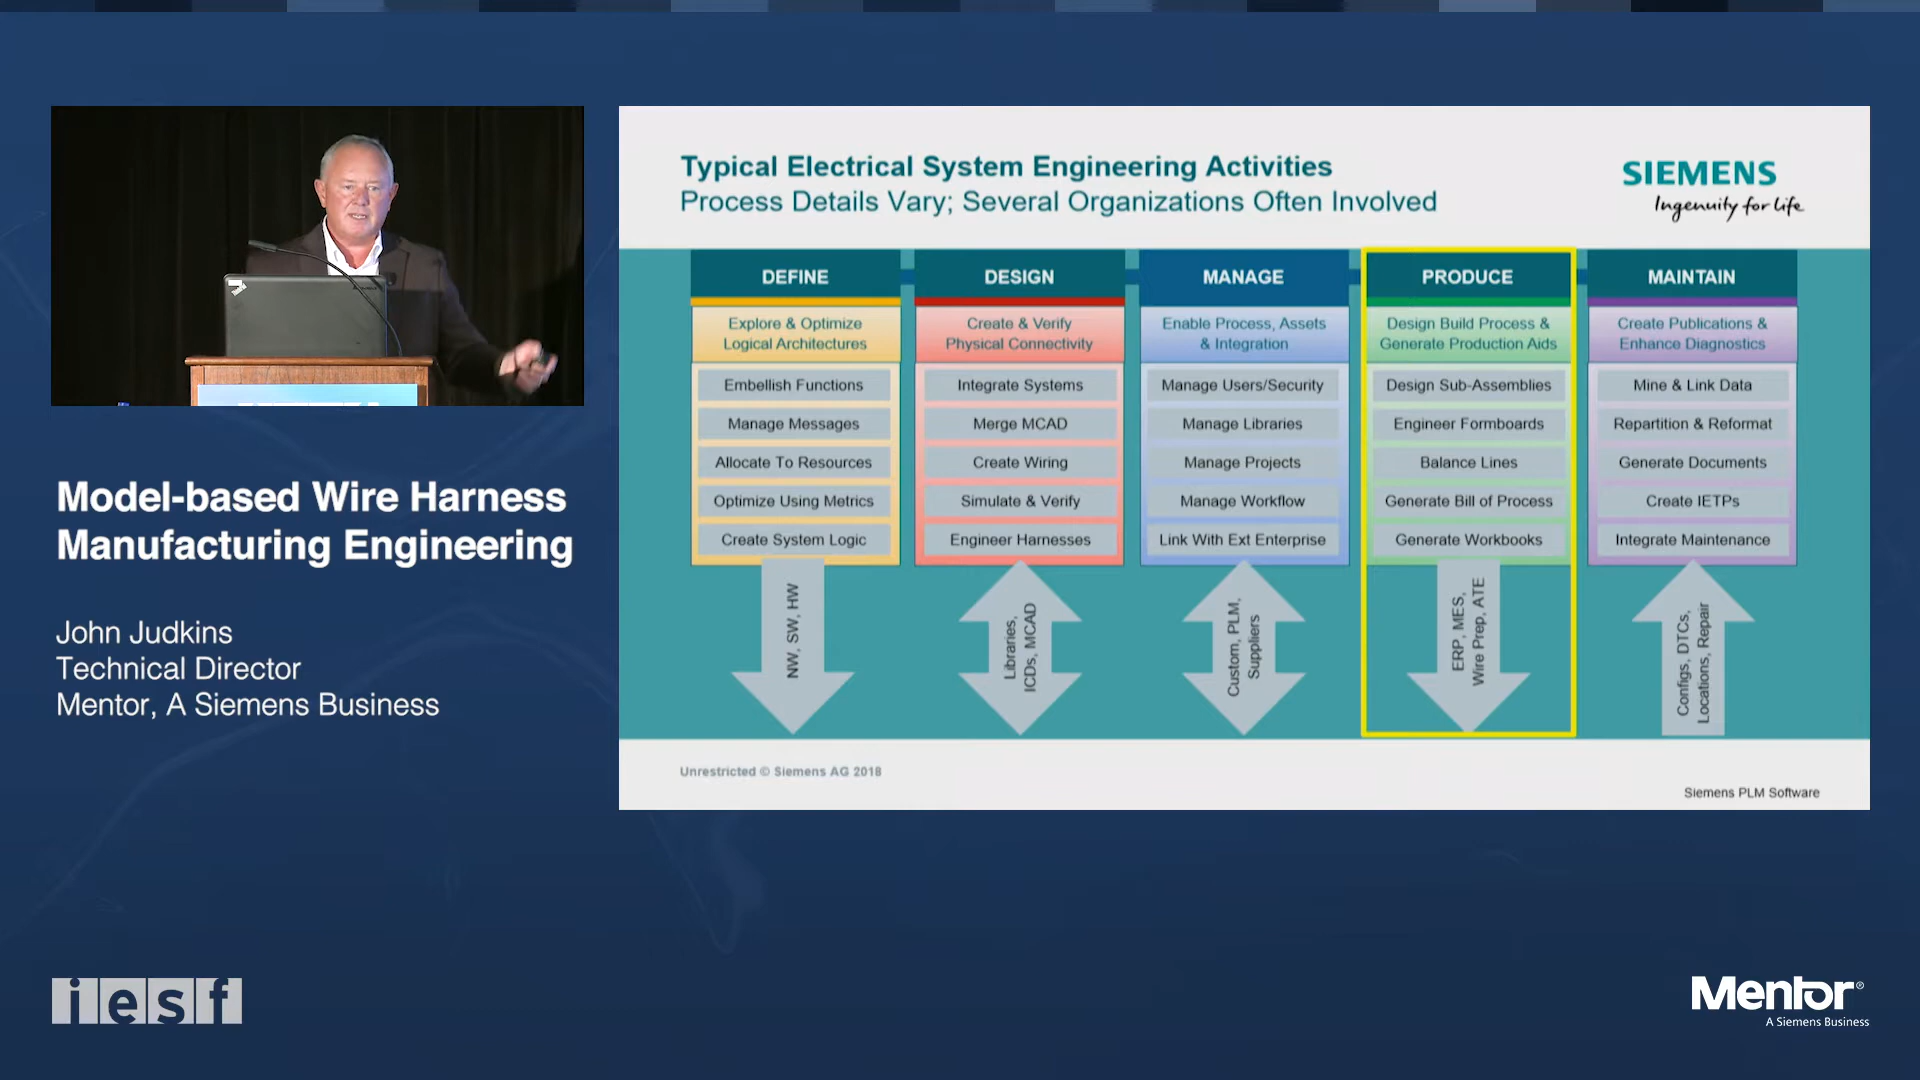 Typical Electrical System Engineering Activities
Process Details Vary; Several Organizations Often Involved
SIEMENS
Ingenuity for Life
DEFINE
Explore & Optimize
Logical Architectures
Embellish Functions
Manage Messages
Allocate To Resources
Optimize Using Metrics
Create System Logic
NW, SW, HW
DESIGN
Create & Verify
Physical Connectivity
Integrate Systems
Merge MCAD
Create Wiring
Simulate & Verify
Engineer Harnesses
Libraries,
ICDs, MCAD
MANAGE
Enable Process, Assets
& Integration
Manage Users/Security
Manage Libraries
Manage Projects
Manage Workflow
Link With Ext Enterprise
Custom, PLM,
Suppliers
PRODUCE
Design Build Process &
Generate Production Aids
Design Sub-Assemblies
Engineer Formboards
Balance Lines
Generate Bill of Process
Generate Workbooks
ERP, MES,
Wire Prep, ATE
MAINTAIN
Create Publications &
Enhance Diagnostics
Mine & Link Data
Repartition & Reformat
Generate Documents
Create IETPs
Integrate Maintenance
Configs, DTCs,
Locations, Repair
Unrestricted © Siemens AG 2018
Siemens PLM Software
Model-based Wire Harness
Manufacturing Engineering
John Judkins
Technical Director
Mentor, A Siemens Business
iesf
Mentor®
A Siemens Business